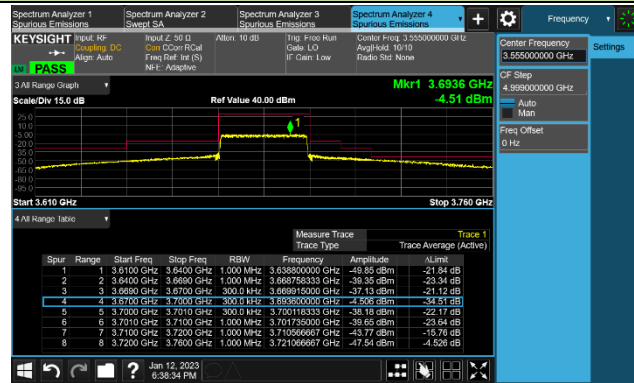 Spectrum Analyzer 1
Spurious Emissions
Spectrum Analyzer 2
Swept SA
Spectrum Analyzer 3
Spurious Emissions
Spectrum Analyzer 4
Spurious Emissions
Frequency
KEYSIGHT
Input: RF
Coupling: DC
Align: Auto
Input Z: 50 Ω
Corr CCorr RCal
Freq Ref: Int (S)
NFE: Adaptive
Atten: 10 dB
Trig: Free Run
Gate: LO
IF Gain: Low
Center Freq: 3.555000000 GHz
Avg|Hold: 10/10
Radio Std: None
PASS
Center Frequency
3.555000000 GHz
Settings
CF Step
4.999000000 GHz
Auto
Man
Freq Offset
0 Hz
3 All Range Graph
Mkr1 3.6936 GHz
Scale/Div 15.0 dB
Ref Value 40.00 dBm
-4.51 dBm
25.0
10.0
-5.00
-20.0
-35.0
-50.0
-65.0
-80.0
-95.0
1
Start 3.610 GHz
Stop 3.760 GHz
4 All Range Table
Measure Trace Trace 1
Trace Type Trace Average (Active)
Spur Range Start Freq Stop Freq RBW Frequency Amplitude ΔLimit
1 1 3.6100 GHz 3.6400 GHz 1.000 MHz 3.638800000 GHz -49.85 dBm -21.84 dB
2 2 3.6400 GHz 3.6690 GHz 1.000 MHz 3.668758333 GHz -39.35 dBm -23.34 dB
3 3 3.6690 GHz 3.6700 GHz 300.0 kHz 3.669915000 GHz -37.13 dBm -21.12 dB
4 4 3.6700 GHz 3.7000 GHz 300.0 kHz 3.693600000 GHz -4.506 dBm -34.51 dB
5 5 3.7000 GHz 3.7010 GHz 300.0 kHz 3.700118333 GHz -38.18 dBm -22.17 dB
6 6 3.7010 GHz 3.7100 GHz 1.000 MHz 3.701735000 GHz -39.65 dBm -23.64 dB
7 7 3.7100 GHz 3.7200 GHz 1.000 MHz 3.710566667 GHz -43.77 dBm -15.76 dB
8 8 3.7200 GHz 3.7600 GHz 1.000 MHz 3.721066667 GHz -47.54 dBm -4.526 dB
?
Jan 12, 2023
6:38:34 PM